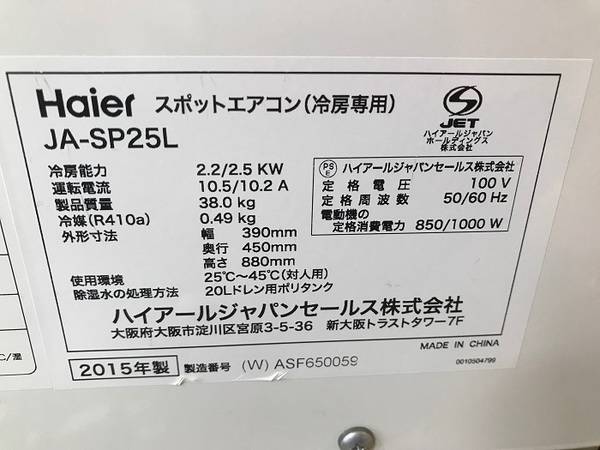 Haier スポットエアコン(冷房専用)
JA-SP25L
JET
ハイアールジャパン
ホールディングス
株式会社
冷房能力 2.2/2.5 KW
運転電流 10.5/10.2 A
製品質量 38.0kg
冷媒(R410a) 0.49 kg
外形寸法 幅 390mm
奥行 450mm
高さ 880mm
使用環境 25℃~45℃(対人用)
除湿水の処理方法 20Lドレン用ポリタンク
PS
E ハイアールジャパンセールス株式会社
定格電圧 100 V
定格周波数 50/60 Hz
電動機の
定格消費電力 850/1000 W
ハイアールジャパンセールス株式会社
大阪府大阪市淀川区宮原3-5-36 新大阪トラストタワー7F
MADE IN CHINA
2015年製 製造番号 (W) ASF650059
0010504799
C/湿